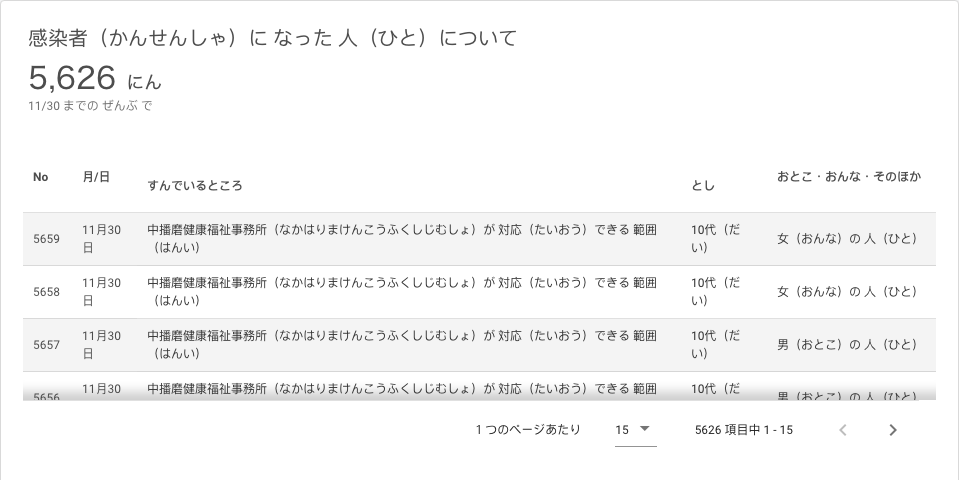 感染者（かんせんしゃ）に なった 人（ひと）について
5,626 にん
11/30 までの ぜんぶ で
No 月/日 すんでいるところ とし おとこ・おんな・そのほか
5659 11月30日 中播磨健康福祉事務所（なかはりまけんこうふくしじむしょ）が 対応（たいおう）できる 範囲（はんい） 10代（だい） 女（おんな）の 人（ひと）
5658 11月30日 中播磨健康福祉事務所（なかはりまけんこうふくしじむしょ）が 対応（たいおう）できる 範囲（はんい） 10代（だい） 女（おんな）の 人（ひと）
5657 11月30日 中播磨健康福祉事務所（なかはりまけんこうふくしじむしょ）が 対応（たいおう）できる 範囲（はんい） 10代（だい） 男（おとこ）の 人（ひと）
5656 11月30 中播磨健康福祉事務所（なかはりまけんこうふくしじむしょ）が 対応（たいおう）できる 範囲 10代（だ 男（おとこ）の 人（ひと）
1 つのページあたり 15 5626 項目中 1 - 15